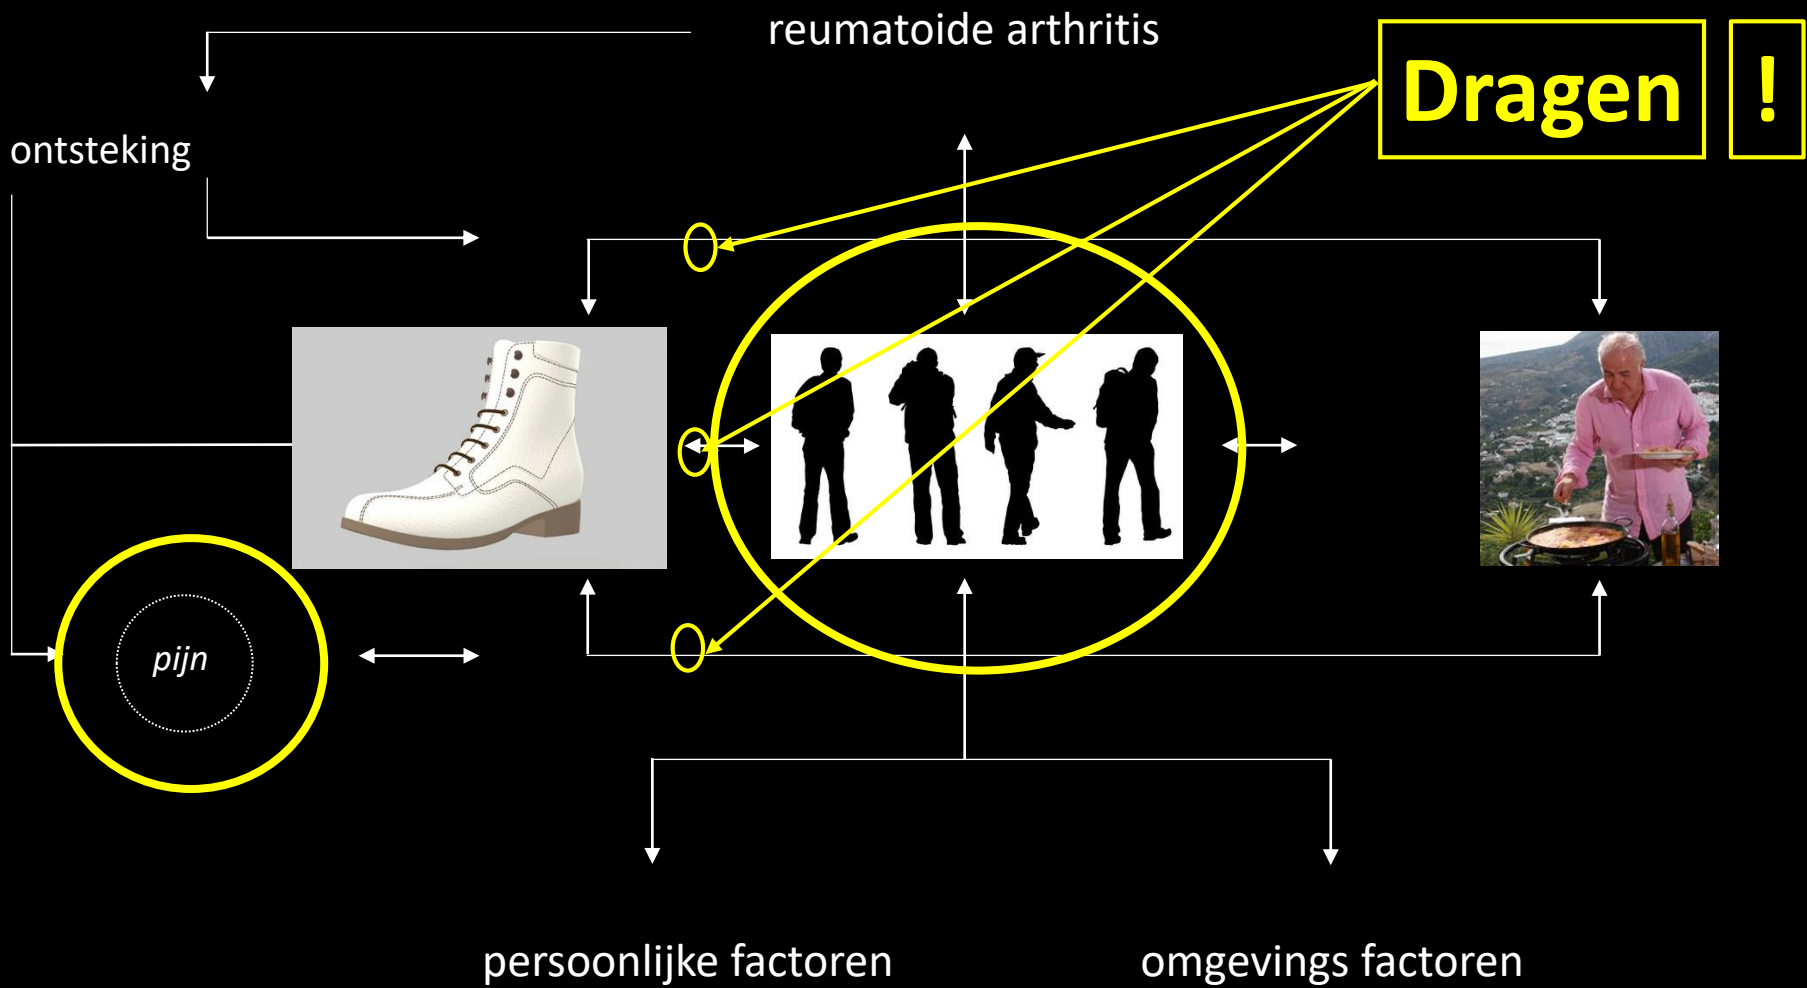 reumatoide arthritis
Dragen !
ontsteking
pijn
persoonlijke factoren
omgevings factoren